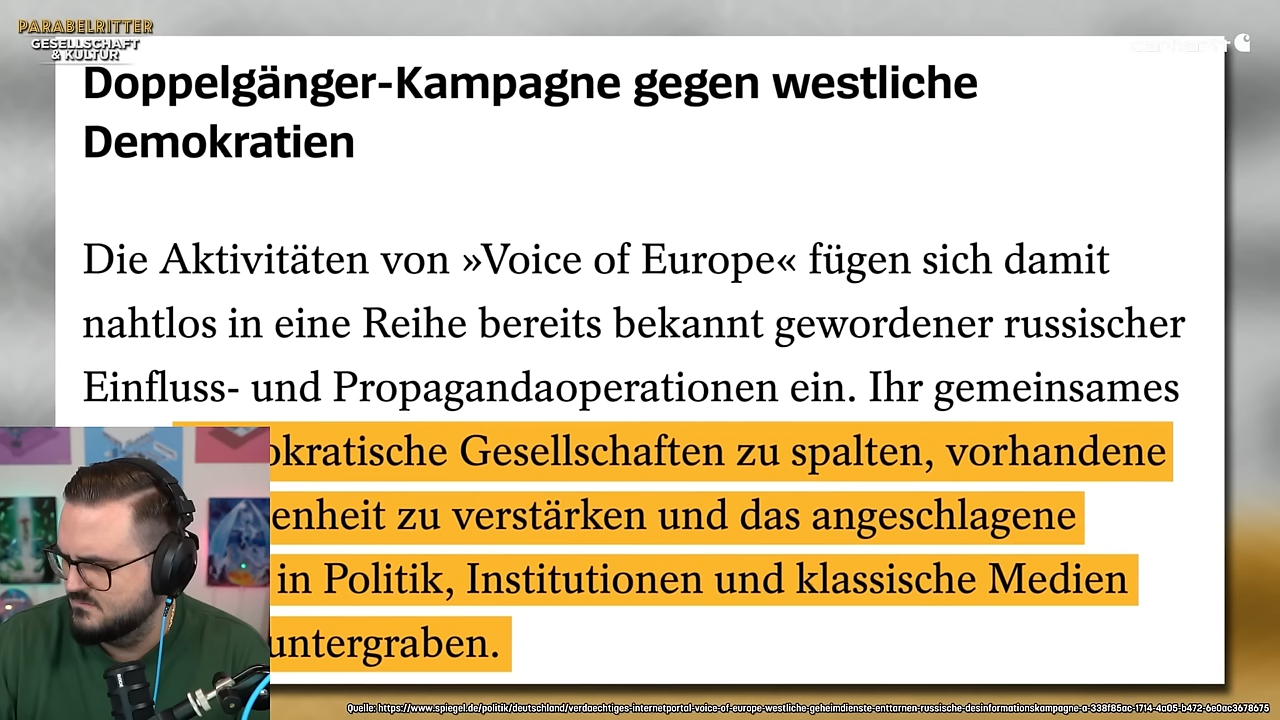 PARABELRITTER
GESELLSCHAFT
& KULTUR
carhartt
Doppelgänger-Kampagne gegen westliche
Demokratien
Die Aktivitäten von »Voice of Europe« fügen sich damit
nahtlos in eine Reihe bereits bekannt gewordener russischer
Einfluss- und Propagandaoperationen ein. Ihr gemeinsames
okratische Gesellschaften zu spalten, vorhandene
enheit zu verstärken und das angeschlagene
in Politik, Institutionen und klassische Medien
untergraben.
Quelle: https://www.spiegel.de/politik/deutschland/verdaechtiges-internetportal-voice-of-europe-westliche-geheimdienste-enttarnen-russische-desinformationskampagne-a-338f85ac-1714-4a05-b472-6e0ac3678675